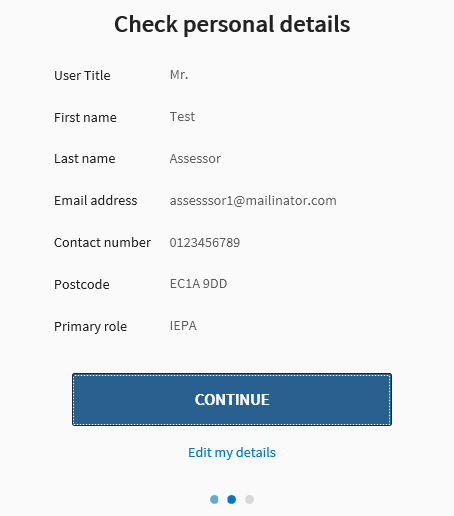 Check personal details
User Title Mr.
First name Test
Last name Assessor
Email address assesssor1@mailinator.com
Contact number 0123456789
Postcode EC1A 9DD
Primary role IEPA
CONTINUE
Edit my details